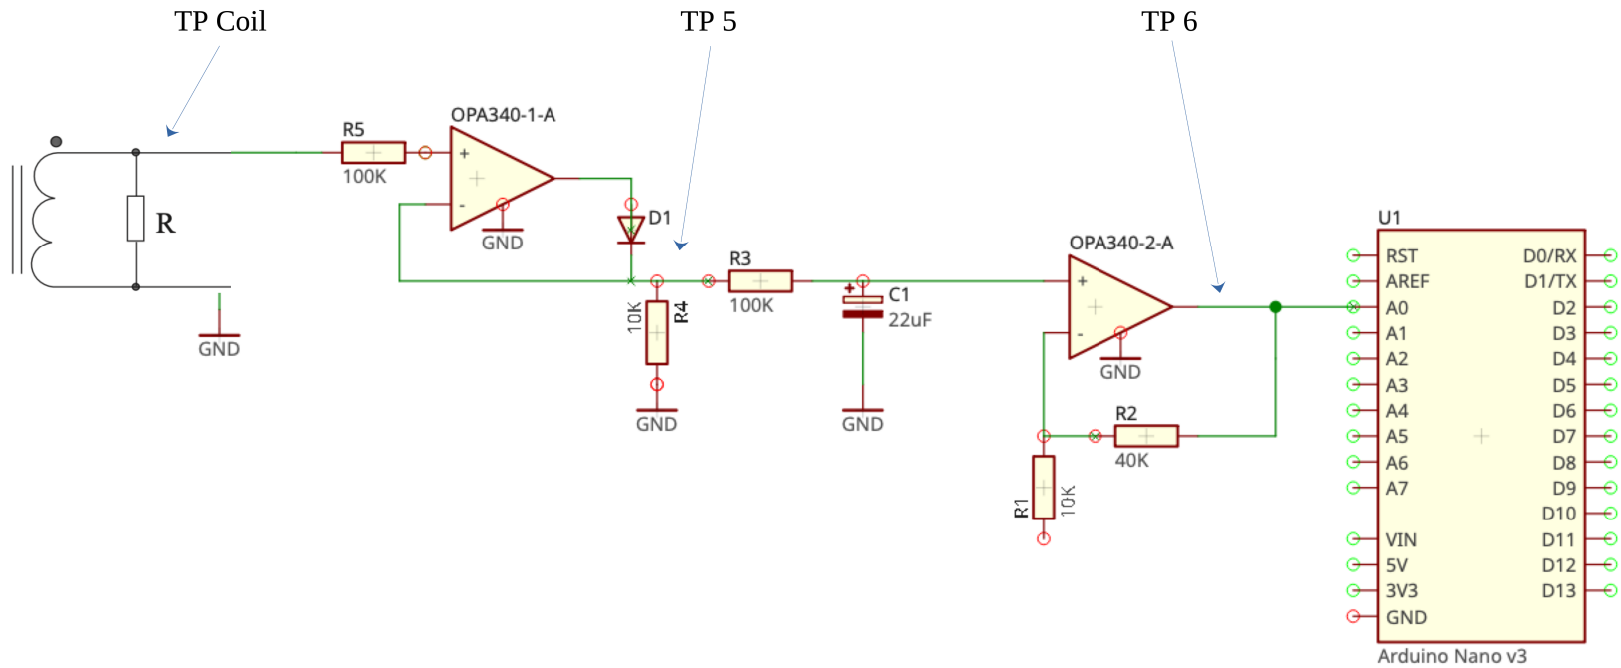 TP Coil
TP 5
TP 6
R
GND
R5
100K
OPA340-1-A
+
-
GND
D1
10K
R4
GND
R3
100K
+
C1
22uF
GND
OPA340-2-A
+
-
GND
R2
40K
R1
10K
U1
RST
AREF
A0
A1
A2
A3
A4
A5
A6
A7
VIN
5V
3V3
GND
D0/RX
D1/TX
D2
D3
D4
D5
D6
D7
D8
D9
D10
D11
D12
D13
Arduino Nano v3